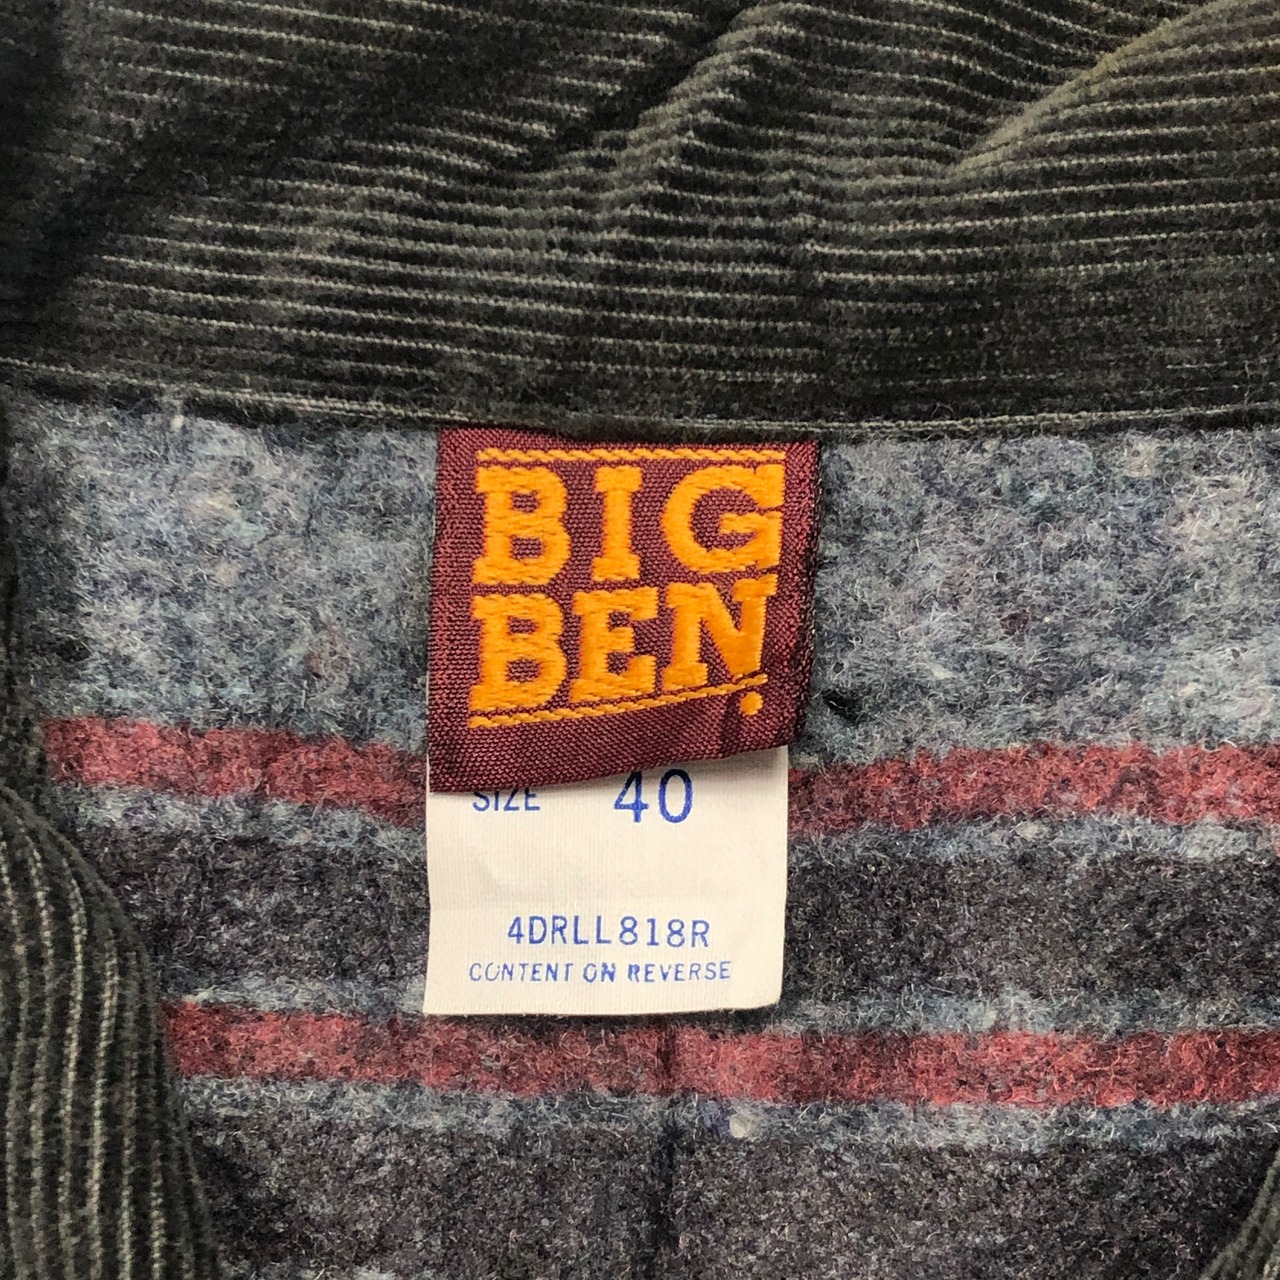 BIG
BEN.
SIZE 40
4DRLL818R
CONTENT ON REVERSE